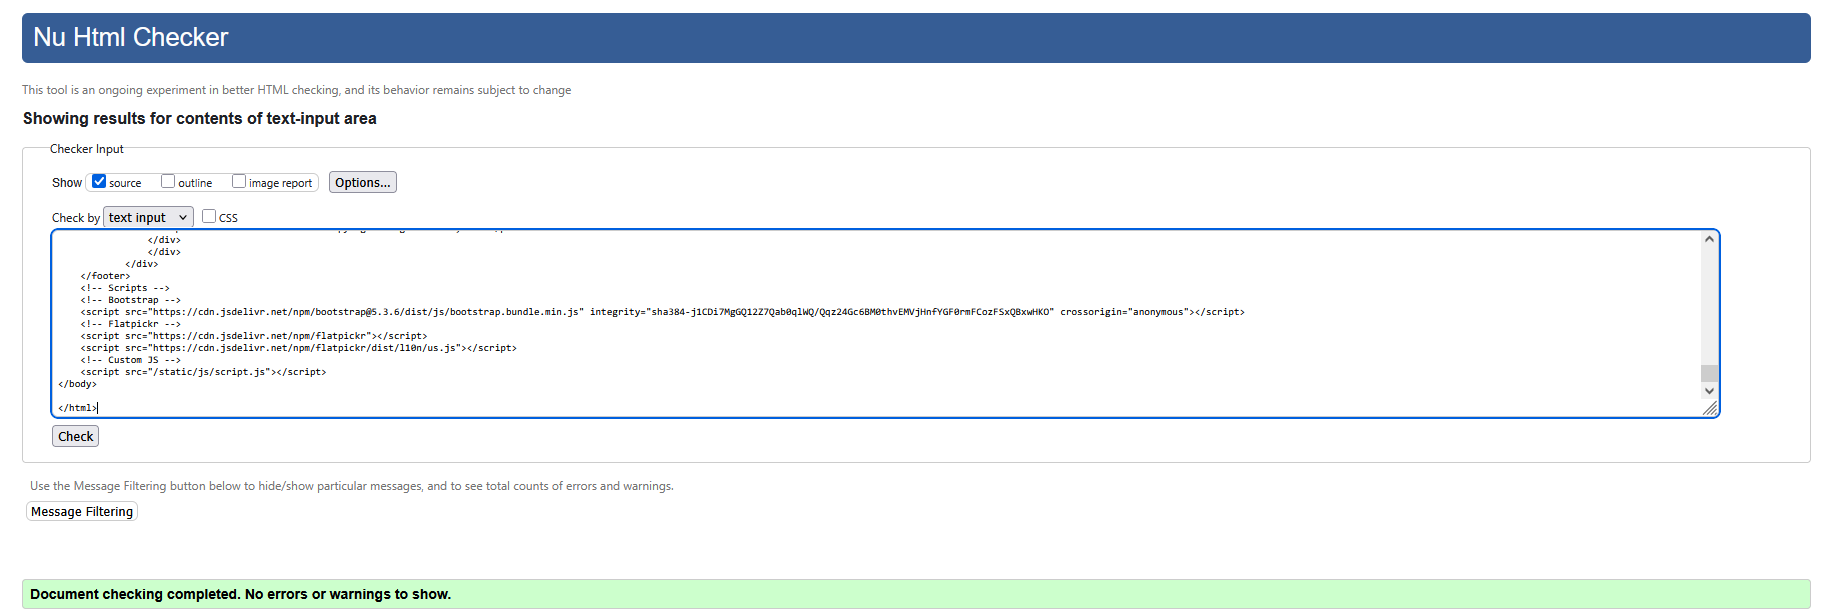 Nu Html Checker
This tool is an ongoing experiment in better HTML checking, and its behavior remains subject to change
Showing results for contents of text-input area
Checker Input
Show source outline image report Options...
Check by text input CSS
</div>
</div>
</div>
</footer>
<!-- Scripts -->
<!-- Bootstrap -->
<script src="https://cdn.jsdelivr.net/npm/bootstrap@5.3.6/dist/js/bootstrap.bundle.min.js" integrity="sha384-j1CDi7MgGQ12Z7Qab0qlWQ/Qqz24Gc6BM0thvEMVjHnfYGF0rmFCozFSxQBxwHKO" crossorigin="anonymous"></script>
<!-- Flatpickr -->
<script src="https://cdn.jsdelivr.net/npm/flatpickr"></script>
<script src="https://cdn.jsdelivr.net/npm/flatpickr/dist/l10n/us.js"></script>
<!-- Custom JS -->
<script src="/static/js/script.js"></script>
</body>
</html>
Check
Use the Message Filtering button below to hide/show particular messages, and to see total counts of errors and warnings.
Message Filtering
Document checking completed. No errors or warnings to show.